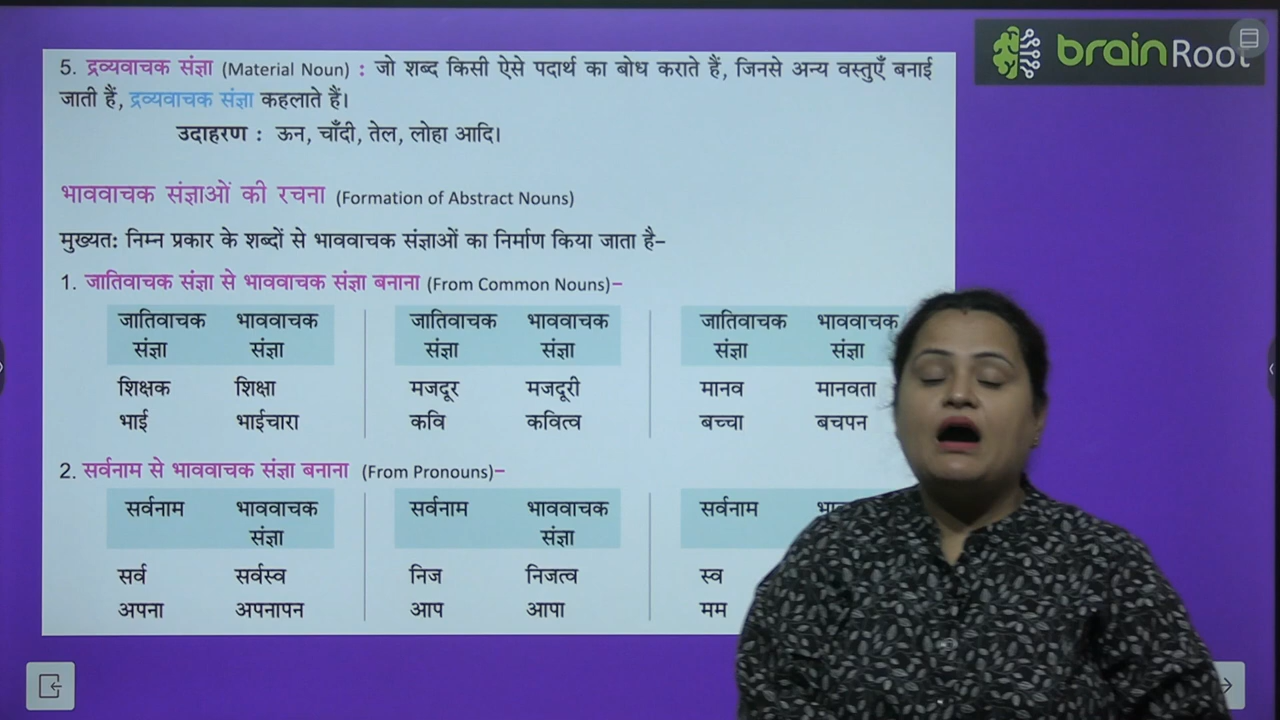 brainRoot
5. द्रव्यवाचक संज्ञा (Material Noun) : जो शब्द किसी ऐसे पदार्थ का बोध कराते हैं, जिनसे अन्य वस्तुएँ बनाई
जाती हैं, द्रव्यवाचक संज्ञा कहलाते हैं।
उदाहरण : ऊन, चाँदी, तेल, लोहा आदि।
भाववाचक संज्ञाओं की रचना (Formation of Abstract Nouns)
मुख्यत: निम्न प्रकार के शब्दों से भाववाचक संज्ञाओं का निर्माण किया जाता है–
1. जातिवाचक संज्ञा से भाववाचक संज्ञा बनाना (From Common Nouns)–
जातिवाचक भाववाचक जातिवाचक भाववाचक जातिवाचक भाववाचक
संज्ञा संज्ञा संज्ञा संज्ञा संज्ञा संज्ञा
शिक्षक शिक्षा मजदूर मजदूरी मानव मानवता
भाई भाईचारा कवि कवित्व बच्चा बचपन
2. सर्वनाम से भाववाचक संज्ञा बनाना (From Pronouns)–
सर्वनाम भाववाचक सर्वनाम भाववाचक सर्वनाम
संज्ञा संज्ञा
सर्व सर्वस्व निज निजत्व स्व
अपना अपनापन आप आपा मम